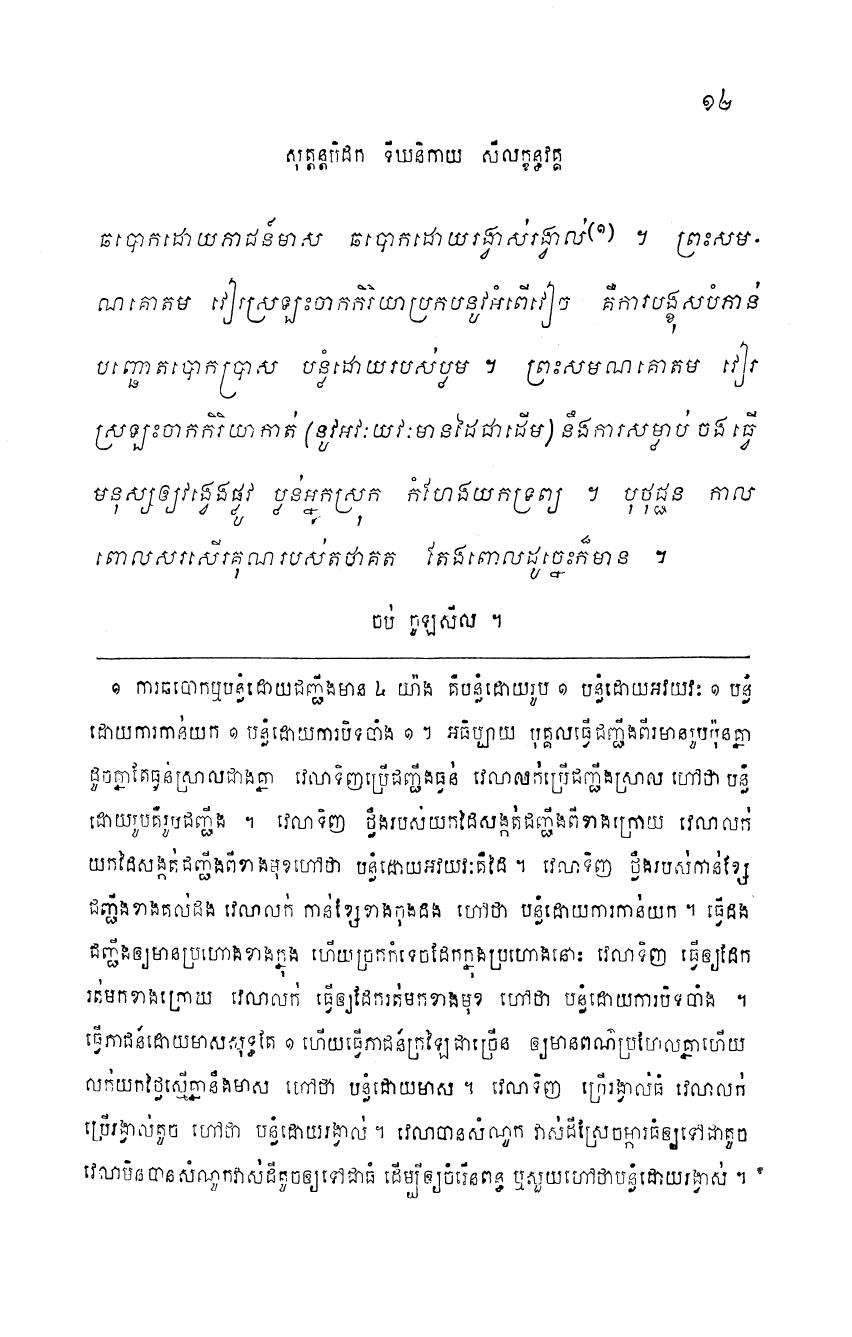 ១២
សុត្តន្តបិដក ទីឃនិកាយ សីលក្ខន្ធវគ្គ
ឆបោកដោយភាជន៍មាស ឆបោកដោយរង្វាស់រង្វាល់(១) ។ ព្រះសម-
ណគោតម វៀរស្រឡះចាកកិរិយាប្រកបនូវអំពើវៀច គឺការបង្ខុសបំភាន់
បញ្ឆោតបោកប្រាស បន្លំដោយរបស់ប្លម ។ ព្រះសមណគោតម វៀរ
ស្រឡះចាកកិរិយាកាត់ (នូវអវៈយវៈមានដៃជាដើម) នឹងការសម្លាប់ ចង ធ្វើ
មនុស្សឲ្យវង្វេងផ្លូវ ប្លន់អ្នកស្រុក កំហែងយកទ្រព្យ ។ បុថុជ្ជន កាល
ពោលសរសើរគុណរបស់តថាគត តែងពោលដូច្នេះក៏មាន ។
ចប់ ចូឡសីល ។
១ ការឆបោកឬបន្លំដោយជញ្ជីងមាន ៤ យ៉ាង គឺបន្លំដោយរូប ១ បន្លំដោយអវយវៈ ១ បន្លំ
ដោយការកាន់យក ១ បន្លំដោយការបិទបាំង ១ ។ អធិប្បាយ បុគ្គលធ្វើជញ្ជីងពីរមានរូបប៉ុនគ្នា
ដូចគ្នាតែធ្ងន់ស្រាលជាងគ្នា វេលាទិញប្រើជញ្ជីងធ្ងន់ វេលាលក់ប្រើជញ្ជីងស្រាល ហៅថា បន្លំ
ដោយរូបគឺរូបជញ្ជីង ។ វេលាទិញ ថ្លឹងរបស់យកដៃសង្កត់ជញ្ជីងពីខាងក្រោយ វេលាលក់
យកដៃសង្កត់ជញ្ជីងពីខាងមុខហៅថា បន្លំដោយអវយវៈគឺដៃ ។ វេលាទិញ ថ្លឹងរបស់កាន់ខ្សែ
ជញ្ជីងខាងគល់ដង វេលាលក់ កាន់ខ្សែខាងចុងដង ហៅថា បន្លំដោយការកាន់យក ។ ធ្វើដង
ជញ្ជីងឲ្យមានប្រហោងខាងក្នុង ហើយច្រកកំទេចដែកក្នុងប្រហោងនោះ វេលាទិញ ធ្វើឲ្យដែក
រត់មកខាងក្រោយ វេលាលក់ ធ្វើឲ្យដែករត់មកខាងមុខ ហៅថា បន្លំដោយការបិទបាំង ។
ធ្វើភាជន៍ដោយមាសសុទ្ធតែ ១ ហើយធ្វើភាជន៍ក្រៃឡៃជាច្រើន ឲ្យមានពណ៌ប្រហែលគ្នាហើយ
លក់យកថ្លៃស្មើគ្នានឹងមាស ហៅថា បន្លំដោយមាស ។ វេលាទិញ ប្រើរង្វាល់ធំ វេលាលក់
ប្រើរង្វាល់តូច ហៅថា បន្លំដោយរង្វាល់ ។ វេលាបានសំណូក វាស់ដីស្រែចម្ការធំឲ្យទៅជាតូច
វេលាមិនបានសំណូកវាស់ដីតូចឲ្យទៅជាធំ ដើម្បីឲ្យចំរើនពន្ធ ឬសួយហៅថាបន្លំដោយរង្វាស់ ។